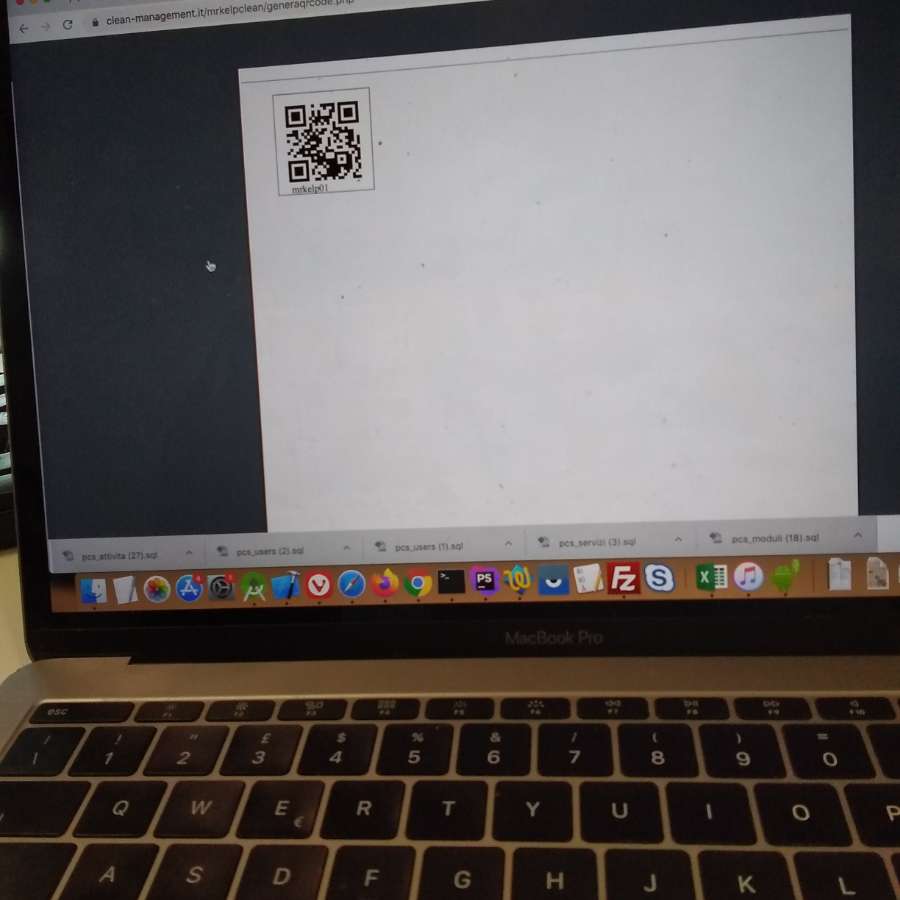 clean-management.it/mrkelpclean/generaqrcode.php
mrkelp01
pcs_attivita (27).sql
pcs_users (2).sql
pcs_users (1).sql
pcs_servizi (3).sql
pcs_moduli (18).sql
PS
FZ
S
X
MacBook Pro
esc
F1 F2 F3 F4 F5 F6 F7 F8 F9 F10
! " £ $ % & / ( ) =
\ 1 2 3 4 5 6 7 8 9 0
Q W E € R T Y U I O P
A S D F G H J K L